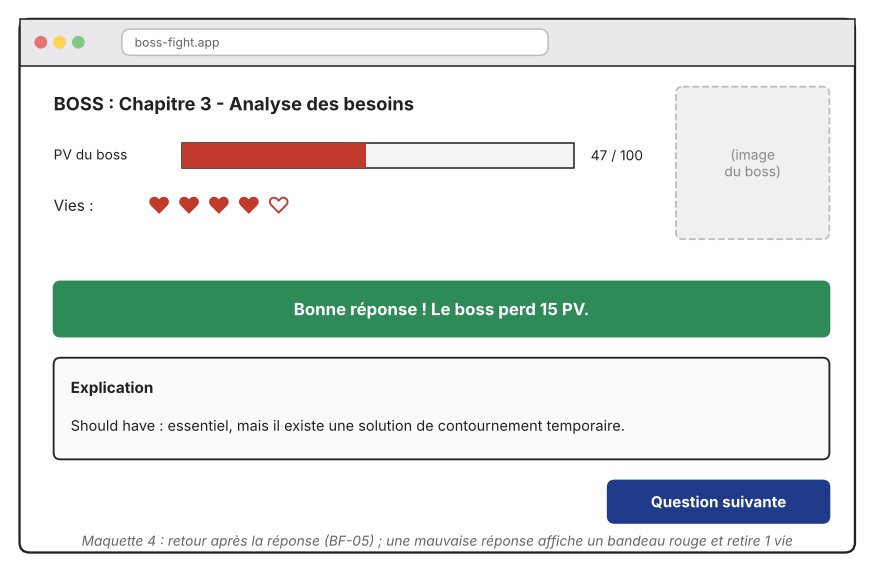 boss-fight.app
BOSS : Chapitre 3 - Analyse des besoins
PV du boss
47 / 100
(image
du boss)
Vies :
Bonne réponse ! Le boss perd 15 PV.
Explication
Should have : essentiel, mais il existe une solution de contournement temporaire.
Question suivante
Maquette 4 : retour après la réponse (BF-05) ; une mauvaise réponse affiche un bandeau rouge et retire 1 vie